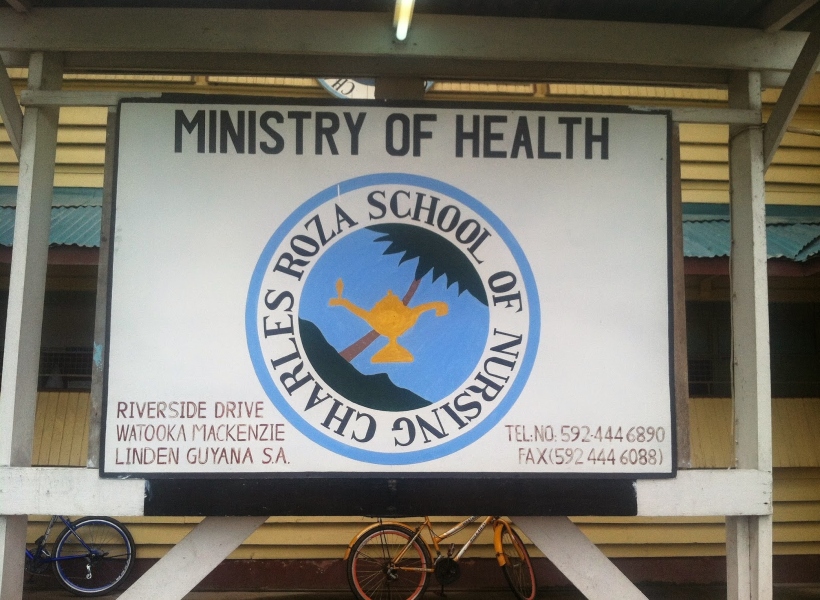 MINISTRY OF HEALTH
CHARLES ROZA SCHOOL OF NURSING
RIVERSIDE DRIVE
WATOOKA MACKENZIE
LINDEN GUYANA S.A.
TEL:NO: 592-444 6890
FAX(592 444 6088)